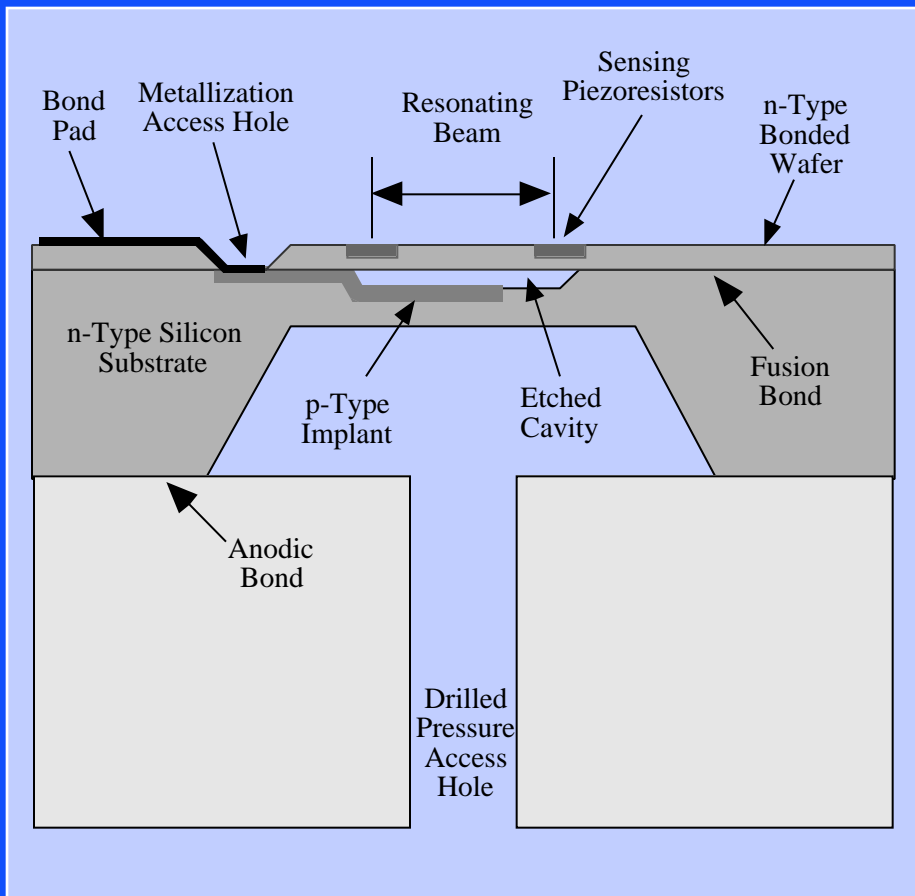 Bond
Pad
Metallization
Access Hole
Resonating
Beam
Sensing
Piezoresistors
n-Type
Bonded
Wafer
n-Type Silicon
Substrate
p-Type
Implant
Etched
Cavity
Fusion
Bond
Anodic
Bond
Drilled
Pressure
Access
Hole